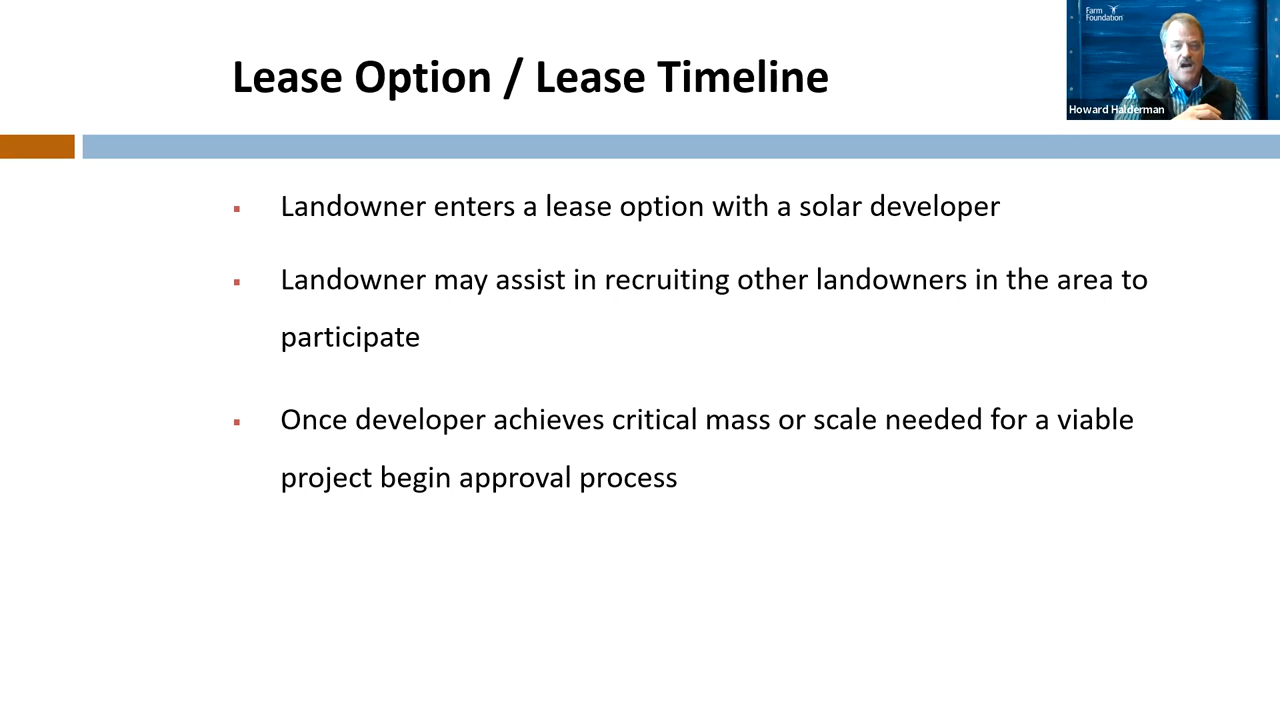 Lease Option / Lease Timeline
Farm
Foundation
Howard Halderman
▪ Landowner enters a lease option with a solar developer
▪ Landowner may assist in recruiting other landowners in the area to
participate
▪ Once developer achieves critical mass or scale needed for a viable
project begin approval process